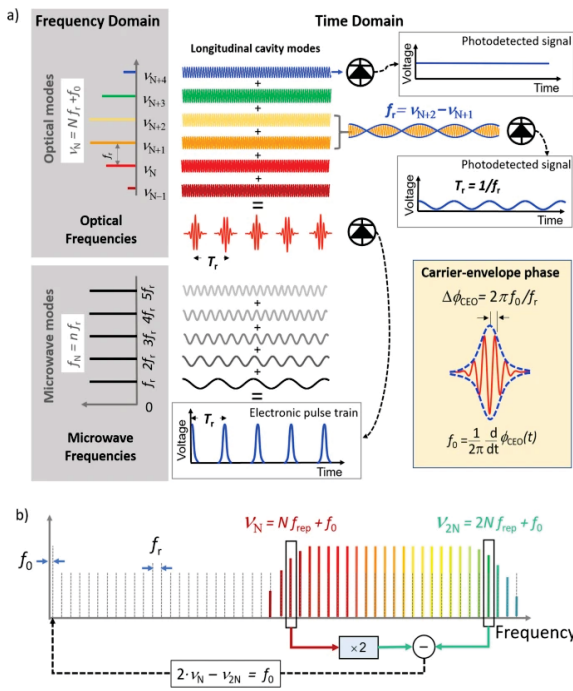 a)
Frequency Domain
Time Domain
Optical modes
νN = N fr + f0
νN+4
νN+3
νN+2
νN+1
fr
νN
νN−1
Optical
Frequencies
Longitudinal cavity modes
+
+
+
+
+
=
Tr
Photodetected signal
Voltage
Time
fr = νN+2 − νN+1
Photodetected signal
Voltage
Tr = 1/fr
Time
Microwave modes
fN = n fr
5fr
4fr
3fr
2fr
fr
0
Microwave
Frequencies
+
+
+
+
=
Electronic pulse train
Voltage
Tr
Time
Carrier-envelope phase
ΔϕCEO = 2πf0/fr
f0 = 1/2π d/dt ϕCEO(t)
b)
νN = N frep + f0
ν2N = 2N frep + f0
f0
fr
Frequency
×2
−
2·νN − ν2N = f0